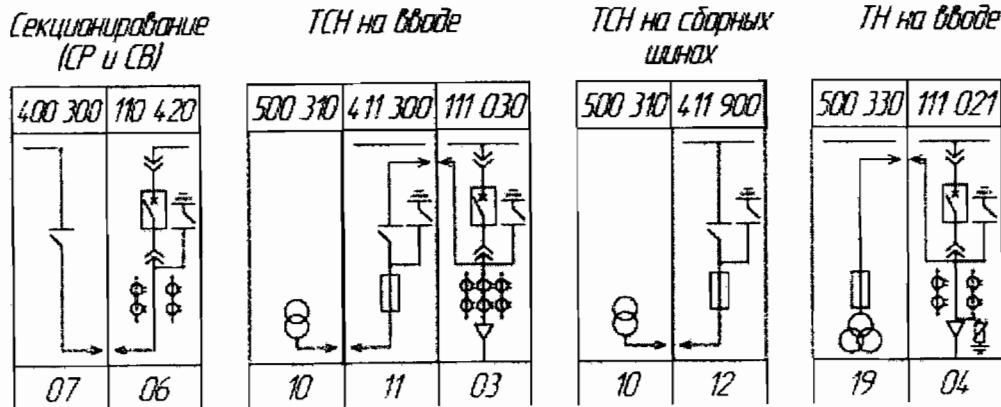 Секционирование
(СР и СВ)
ТСН на вводе
ТСН на сборных
шинах
ТН на вводе
400 300 110 420
500 310 411 300 111 030
500 310 411 900
500 330 111 021
07 06
10 11 03
10 12
19 04